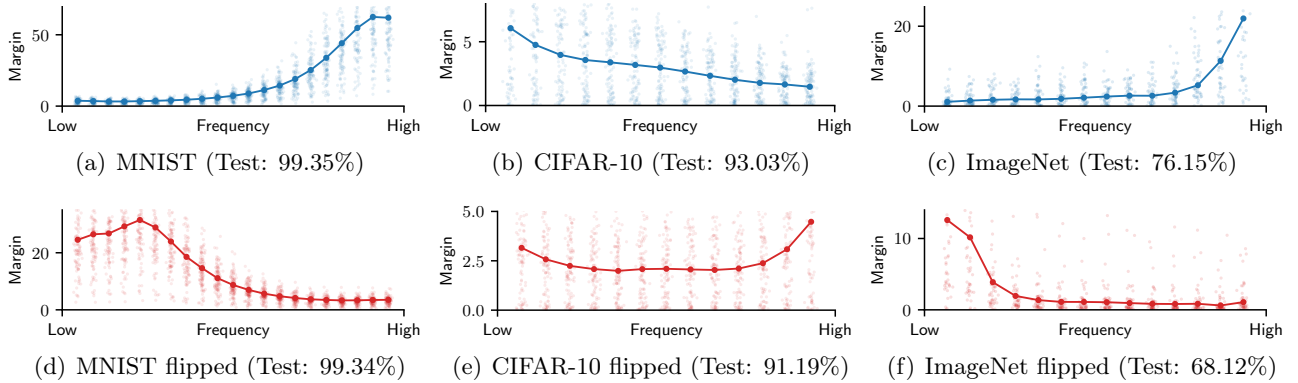 50
0
Margin
Low
Frequency
High
(a) MNIST (Test: 99.35%)
5
0
Margin
Low
Frequency
High
(b) CIFAR-10 (Test: 93.03%)
20
0
Margin
Low
Frequency
High
(c) ImageNet (Test: 76.15%)
20
0
Margin
Low
Frequency
High
(d) MNIST flipped (Test: 99.34%)
5.0
2.5
0.0
Margin
Low
Frequency
High
(e) CIFAR-10 flipped (Test: 91.19%)
10
0
Margin
Low
Frequency
High
(f) ImageNet flipped (Test: 68.12%)